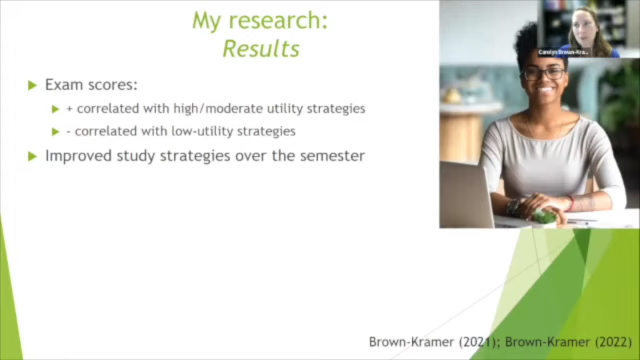 My research:
Results
Carolyn Brown-Kra...
Exam scores:
+ correlated with high/moderate utility strategies
- correlated with low-utility strategies
Improved study strategies over the semester
Brown-Kramer (2021); Brown-Kramer (2022)